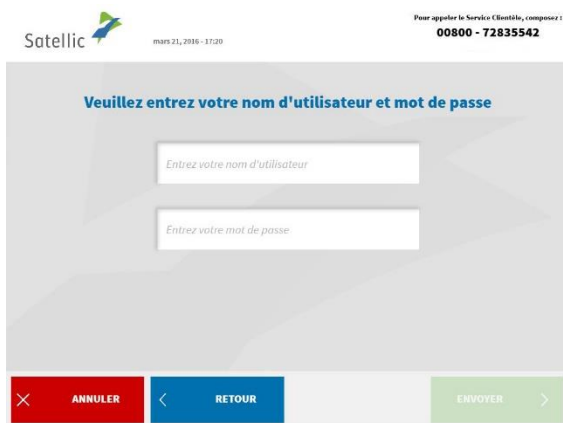 Satellic
mars 21, 2016 - 17:20
Pour appeler le Service Clientèle, composez :
00800 - 72835542
Veuillez entrez votre nom d'utilisateur et mot de passe
Entrez votre nom d'utilisateur
Entrez votre mot de passe
ANNULER
RETOUR
ENVOYER